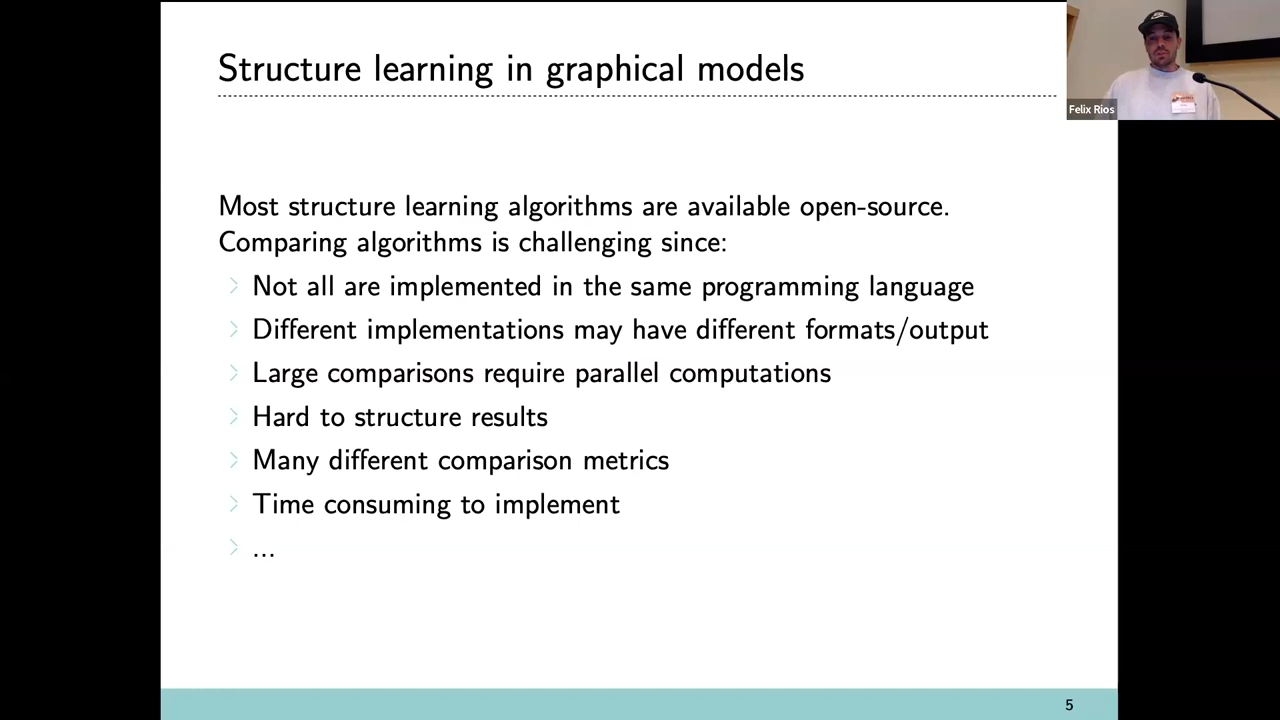 Structure learning in graphical models
Felix Rios
Most structure learning algorithms are available open-source.
Comparing algorithms is challenging since:
Not all are implemented in the same programming language
Different implementations may have different formats/output
Large comparisons require parallel computations
Hard to structure results
Many different comparison metrics
Time consuming to implement
...
5